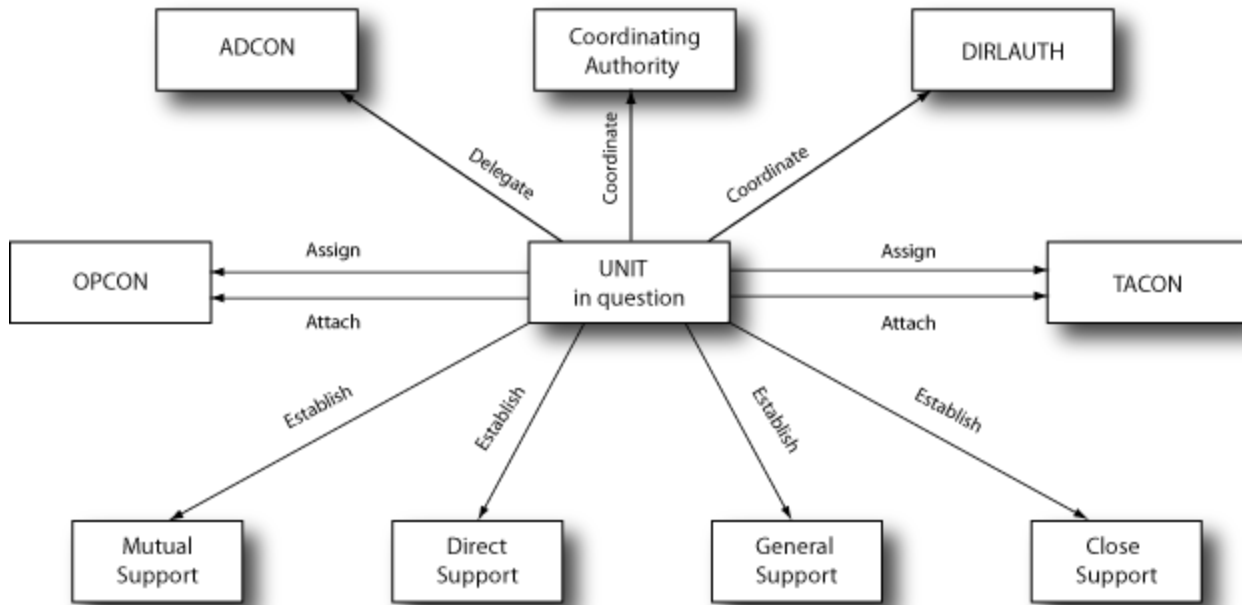 ADCON
Coordinating
Authority
DIRLAUTH
Delegate
Coordinate
Coordinate
OPCON
Assign
Attach
UNIT
in question
Assign
Attach
TACON
Establish
Establish
Establish
Establish
Mutual
Support
Direct
Support
General
Support
Close
Support